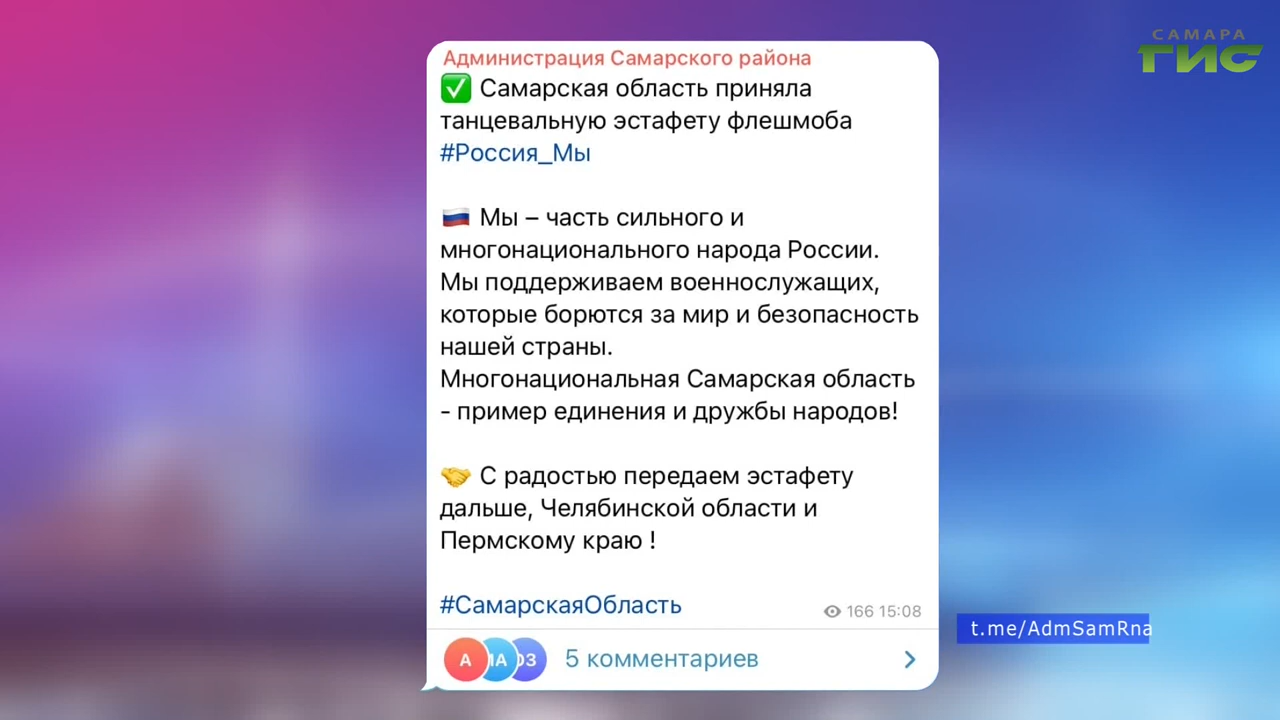 САМАРА
ГИС
Администрация Самарского района
✅ Самарская область приняла
танцевальную эстафету флешмоба
#Россия_Мы
🇷🇺 Мы – часть сильного и
многонационального народа России.
Мы поддерживаем военнослужащих,
которые борются за мир и безопасность
нашей страны.
Многонациональная Самарская область
- пример единения и дружбы народов!
🤝 С радостью передаем эстафету
дальше, Челябинской области и
Пермскому краю !
#СамарскаяОбласть
166 15:08
t.me/AdmSamRna
А
5 комментариев